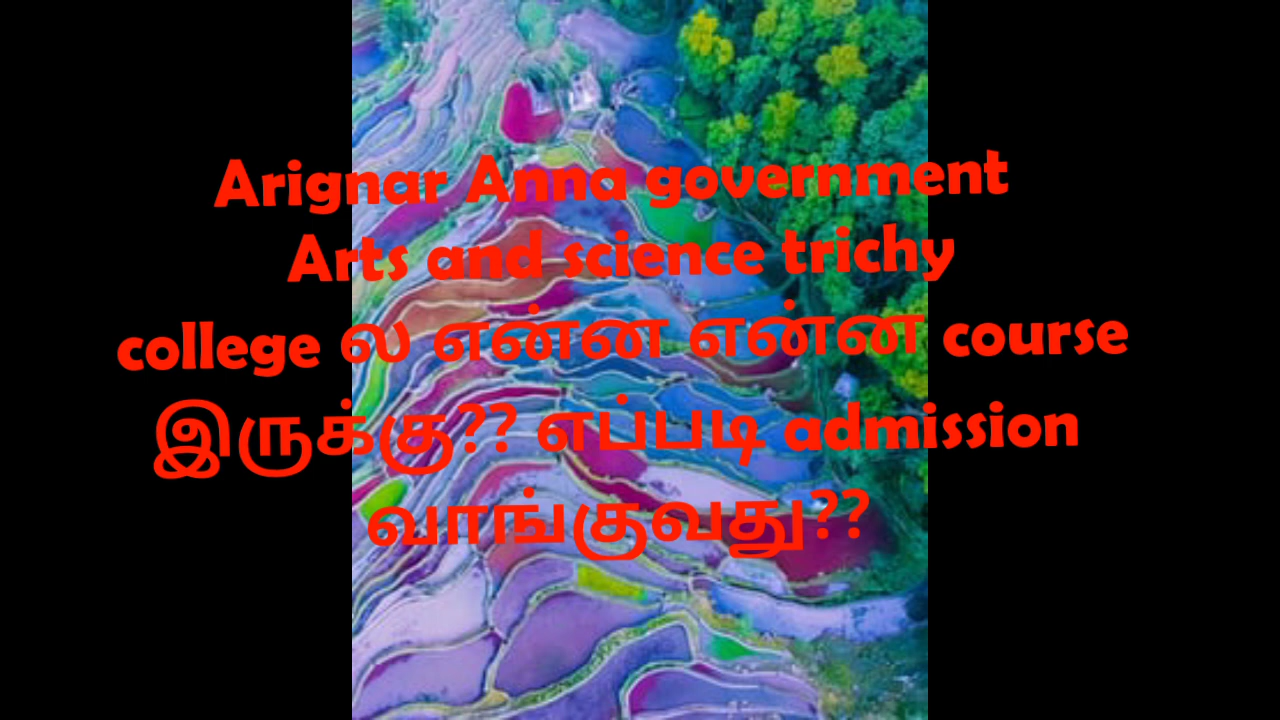 Arignar Anna government
Arts and science trichy
college ல என்ன என்ன course
இருக்கு?? எப்படி admission
வாங்குவது??